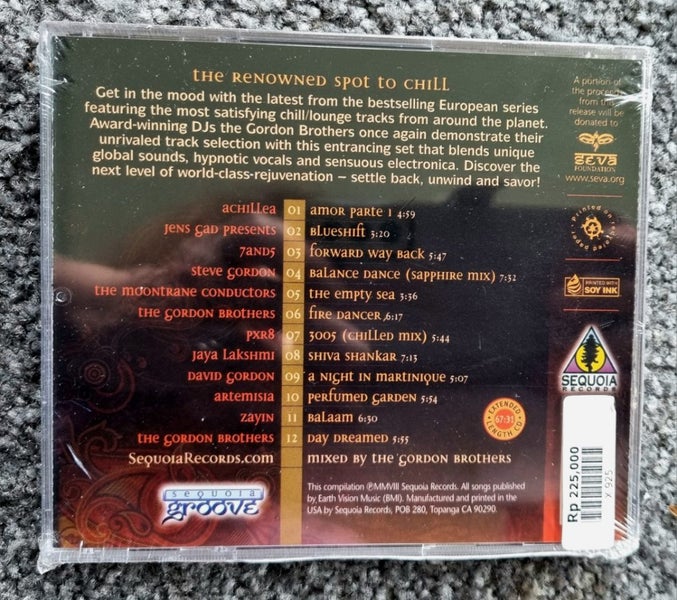 the renowned spot to chill
Get in the mood with the latest from the bestselling European series
featuring the most satisfying chill/lounge tracks from around the planet.
Award-winning DJs the Gordon Brothers once again demonstrate their
unrivaled track selection with this entrancing set that blends unique
global sounds, hypnotic vocals and sensuous electronica. Discover the
next level of world-class-rejuvenation – settle back, unwind and savor!
achillea 01 amor parte 1 4:59
Jens Gad presents 02 Blueshift 5:20
7and5 03 forward way back 5:47
steve gordon 04 Balance dance (sapphire mix) 7:32
the moontrane conductors 05 the empty sea 3:36
the gordon brothers 06 fire dancer 6:17
pxr8 07 3005 (chilled mix) 5:44
Jaya Lakshmi 08 shiva shankar 7:13
david gordon 09 a night in martinique 5:07
artemisia 10 perfumed garden 5:54
zayin 11 Balaam 6:30
the gordon brothers 12 day dreamed 5:55
SequoiaRecords.com mixed by the gordon brothers
sequoia
groove
This compilation ℗MMVIII Sequoia Records. All songs published
by Earth Vision Music (BMI). Manufactured and printed in the
USA by Sequoia Records, POB 280, Topanga CA 90290.
A portion of
the proceeds
from this
release will be
donated to
seva
FOUNDATION
www.seva.org
Printed on
paper
PRINTED WITH
SOY INK
SEQUOIA
RECORDS
EXTENDED
67:31
LENGTH CD
Rp 225,000
X 925